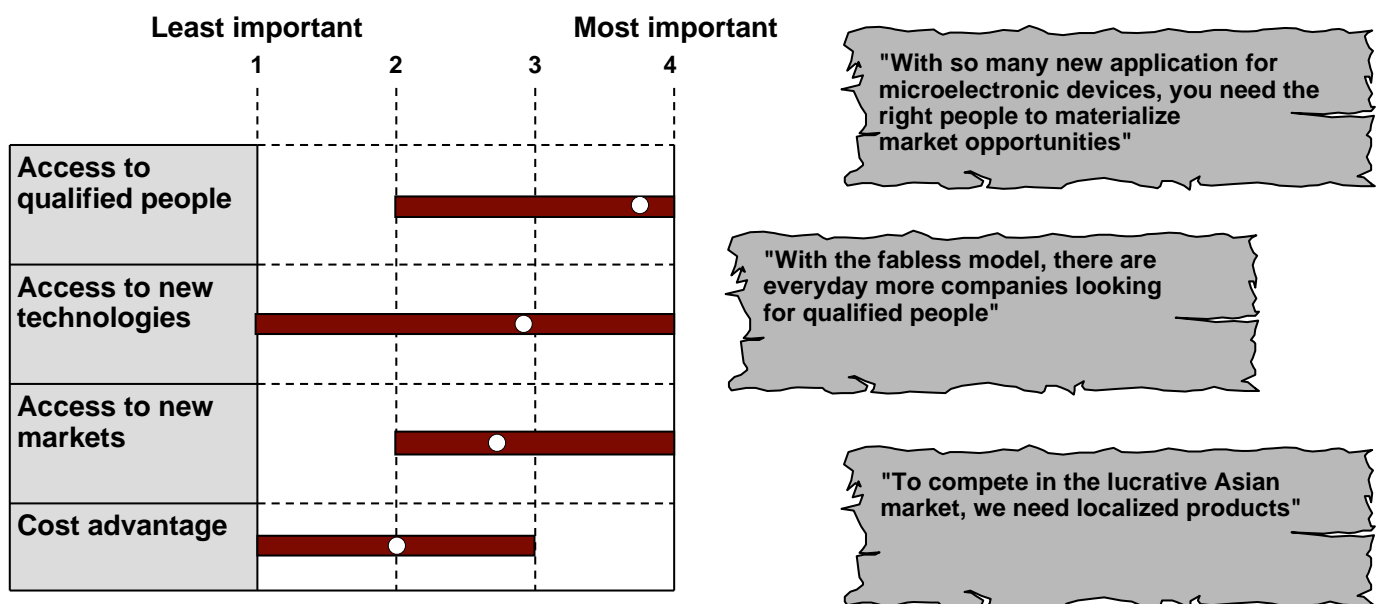 Least important Most important
1 2 3 4
Access to
qualified people
Access to new
technologies
Access to new
markets
Cost advantage
"With so many new application for
microelectronic devices, you need the
right people to materialize
market opportunities"
"With the fabless model, there are
everyday more companies looking
for qualified people"
"To compete in the lucrative Asian
market, we need localized products"